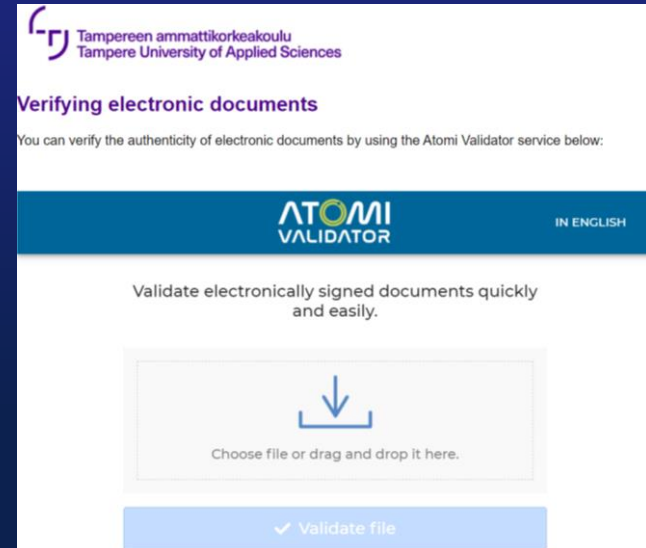 Tampereen ammattikorkeakoulu
Tampere University of Applied Sciences
Verifying electronic documents
You can verify the authenticity of electronic documents by using the Atomi Validator service below:
ATOMI
VALIDATOR
IN ENGLISH
Validate electronically signed documents quickly
and easily.
Choose file or drag and drop it here.
Validate file